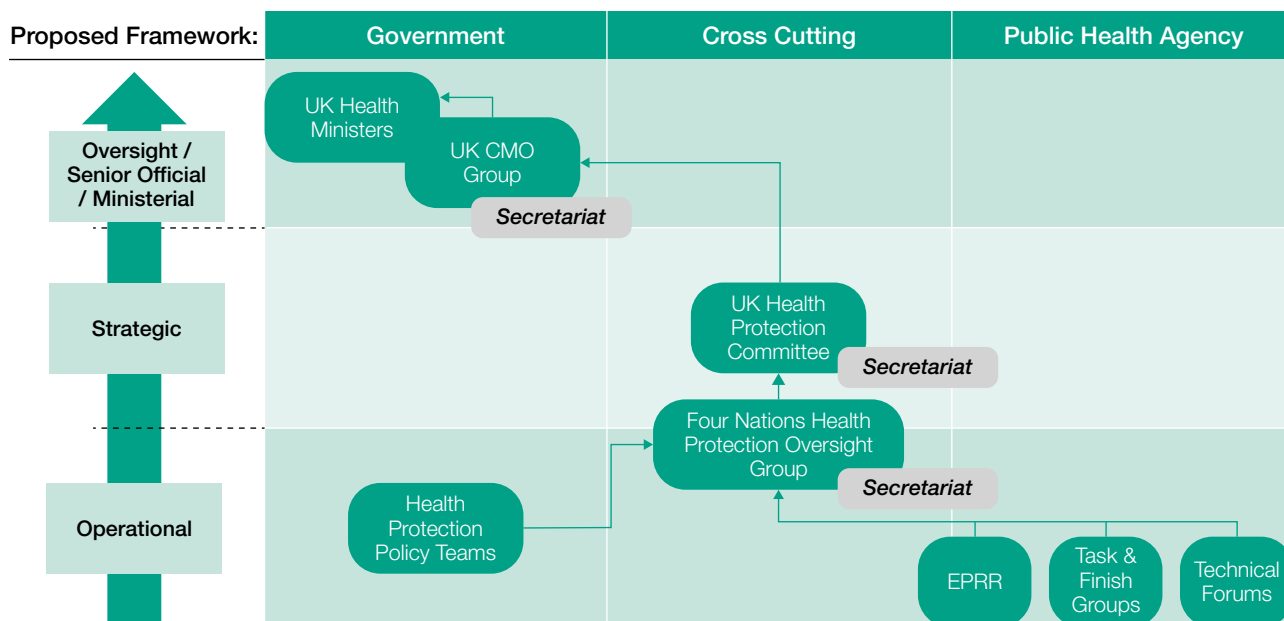 Proposed Framework:
Government
Cross Cutting
Public Health Agency
Oversight /
Senior Official
/ Ministerial
UK Health
Ministers
UK CMO
Group
Secretariat
Strategic
UK Health
Protection
Committee
Secretariat
Four Nations Health
Protection Oversight
Group
Secretariat
Operational
Health
Protection
Policy Teams
EPRR
Task &
Finish
Groups
Technical
Forums